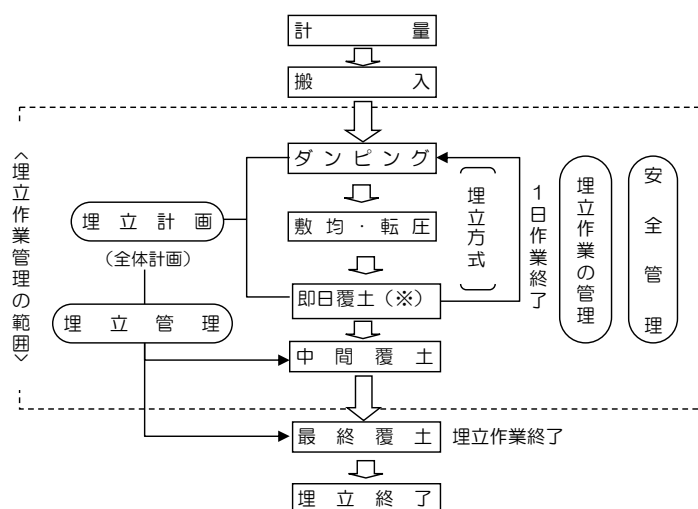 計量
搬入
〈埋立作業管理の範囲〉
ダンピング
敷均・転圧
即日覆土(※)
中間覆土
最終覆土
埋立作業終了
埋立終了
埋立計画
(全体計画)
埋立管理
〔埋立方式〕
1日作業終了
埋立作業の管理
安全管理